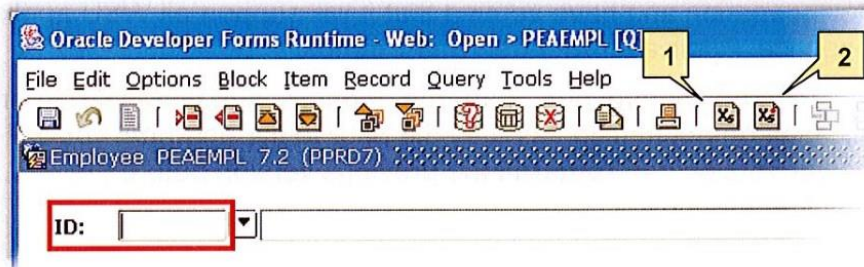 Oracle Developer Forms Runtime - Web: Open > PEAEMPL [Q]
1
2
File Edit Options Block Item Record Query Tools Help
Employee PEAEMPL 7.2 (PPRD7)
ID: